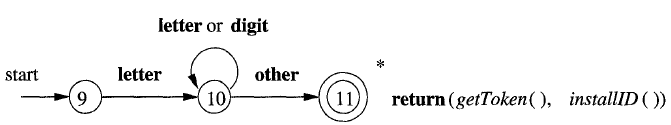 letter or digit
start letter other *
9 10 11 return(getToken(), installID())